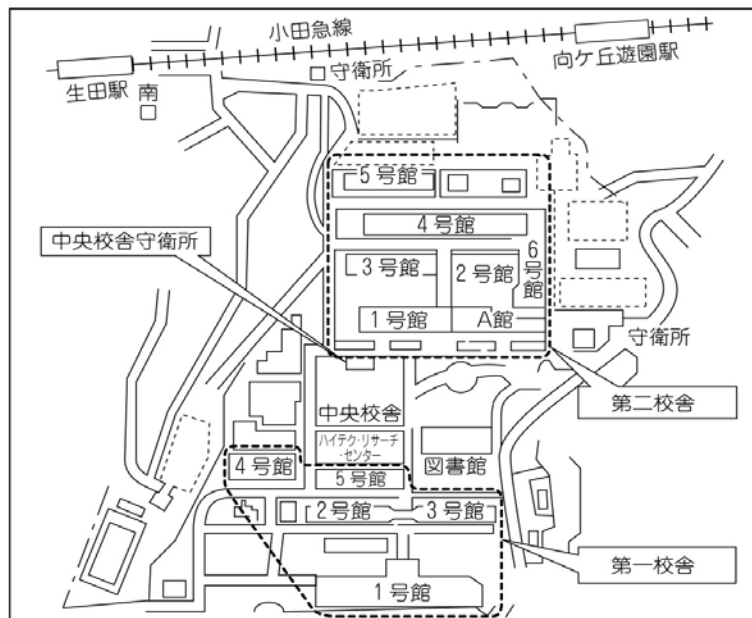 小田急線
向ケ丘遊園駅
守衛所
生田駅
南
5号館
4号館
中央校舎守衛所
3号館
2号館
6号館
1号館
A館
守衛所
第二校舎
中央校舎
ハイテク・リサーチ
・センター
図書館
4号館
5号館
2号館
3号館
第一校舎
1号館